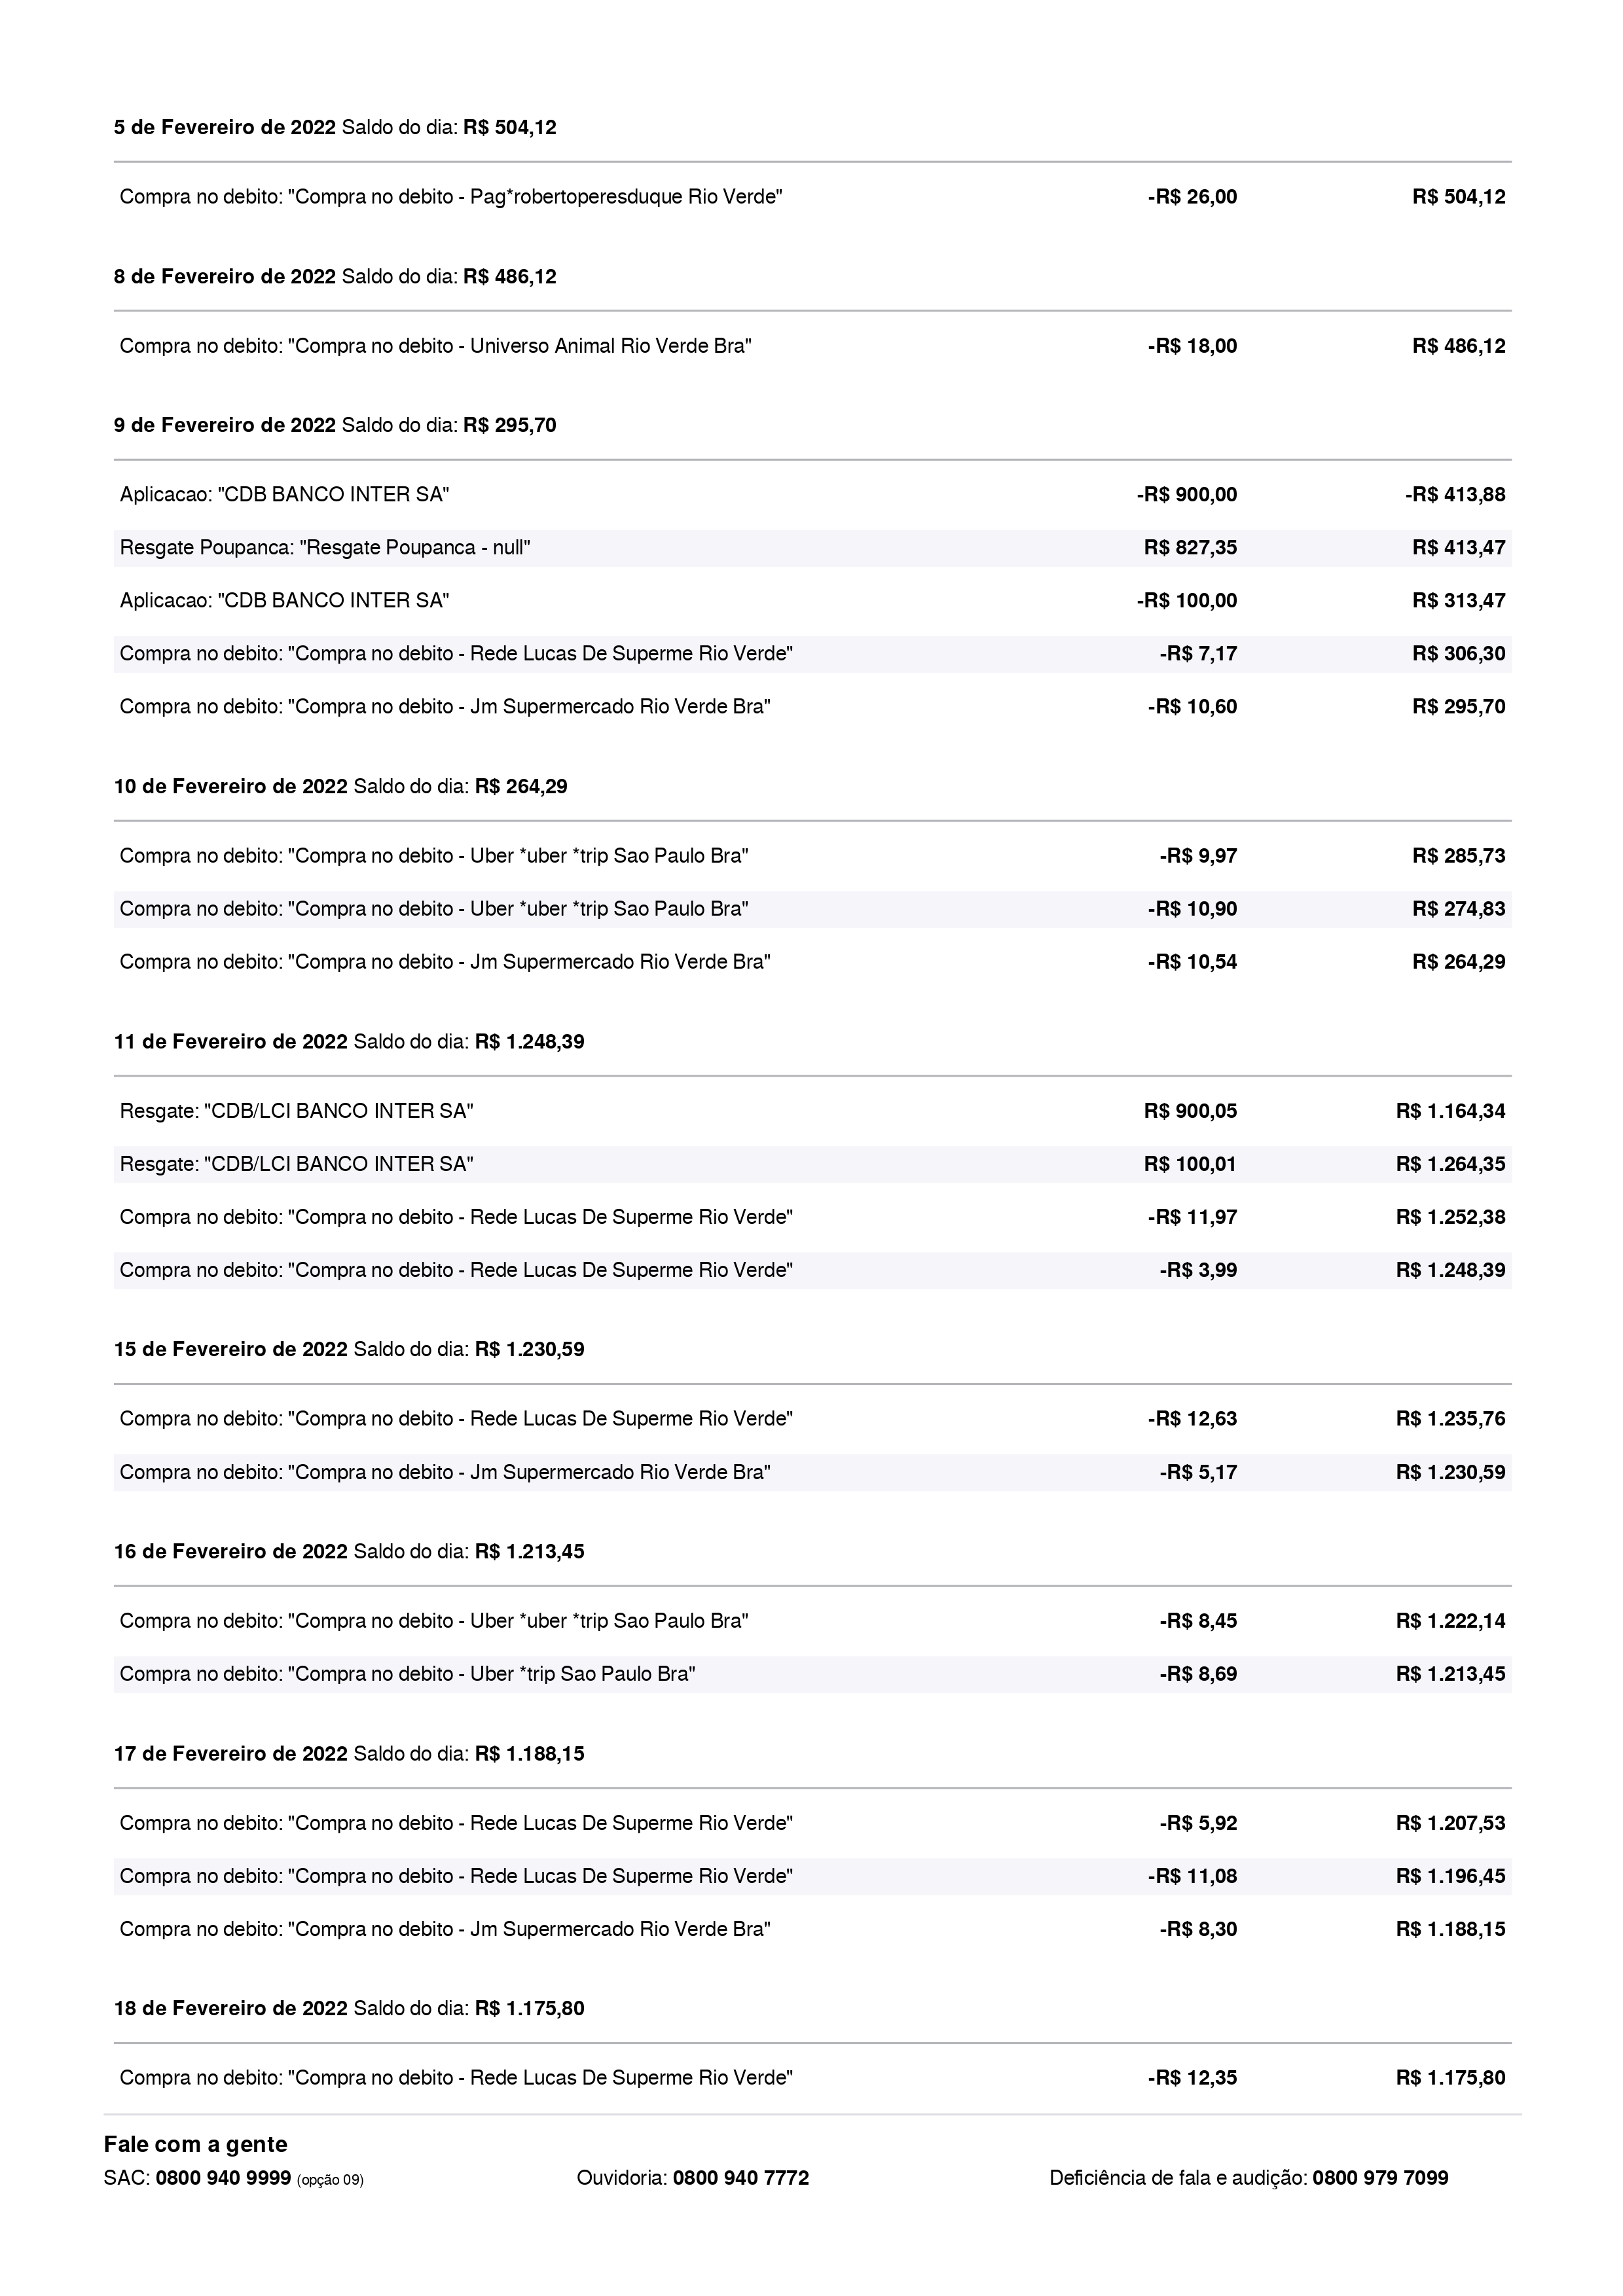 5 de Fevereiro de 2022 Saldo do dia: R$ 504,12
Compra no debito: "Compra no debito - Pag*robertoperesduque Rio Verde" -R$ 26,00 R$ 504,12
8 de Fevereiro de 2022 Saldo do dia: R$ 486,12
Compra no debito: "Compra no debito - Universo Animal Rio Verde Bra" -R$ 18,00 R$ 486,12
9 de Fevereiro de 2022 Saldo do dia: R$ 295,70
Aplicacao: "CDB BANCO INTER SA" -R$ 900,00 -R$ 413,88
Resgate Poupanca: "Resgate Poupanca - null" R$ 827,35 R$ 413,47
Aplicacao: "CDB BANCO INTER SA" -R$ 100,00 R$ 313,47
Compra no debito: "Compra no debito - Rede Lucas De Superme Rio Verde" -R$ 7,17 R$ 306,30
Compra no debito: "Compra no debito - Jm Supermercado Rio Verde Bra" -R$ 10,60 R$ 295,70
10 de Fevereiro de 2022 Saldo do dia: R$ 264,29
Compra no debito: "Compra no debito - Uber *uber *trip Sao Paulo Bra" -R$ 9,97 R$ 285,73
Compra no debito: "Compra no debito - Uber *uber *trip Sao Paulo Bra" -R$ 10,90 R$ 274,83
Compra no debito: "Compra no debito - Jm Supermercado Rio Verde Bra" -R$ 10,54 R$ 264,29
11 de Fevereiro de 2022 Saldo do dia: R$ 1.248,39
Resgate: "CDB/LCI BANCO INTER SA" R$ 900,05 R$ 1.164,34
Resgate: "CDB/LCI BANCO INTER SA" R$ 100,01 R$ 1.264,35
Compra no debito: "Compra no debito - Rede Lucas De Superme Rio Verde" -R$ 11,97 R$ 1.252,38
Compra no debito: "Compra no debito - Rede Lucas De Superme Rio Verde" -R$ 3,99 R$ 1.248,39
15 de Fevereiro de 2022 Saldo do dia: R$ 1.230,59
Compra no debito: "Compra no debito - Rede Lucas De Superme Rio Verde" -R$ 12,63 R$ 1.235,76
Compra no debito: "Compra no debito - Jm Supermercado Rio Verde Bra" -R$ 5,17 R$ 1.230,59
16 de Fevereiro de 2022 Saldo do dia: R$ 1.213,45
Compra no debito: "Compra no debito - Uber *uber *trip Sao Paulo Bra" -R$ 8,45 R$ 1.222,14
Compra no debito: "Compra no debito - Uber *trip Sao Paulo Bra" -R$ 8,69 R$ 1.213,45
17 de Fevereiro de 2022 Saldo do dia: R$ 1.188,15
Compra no debito: "Compra no debito - Rede Lucas De Superme Rio Verde" -R$ 5,92 R$ 1.207,53
Compra no debito: "Compra no debito - Rede Lucas De Superme Rio Verde" -R$ 11,08 R$ 1.196,45
Compra no debito: "Compra no debito - Jm Supermercado Rio Verde Bra" -R$ 8,30 R$ 1.188,15
18 de Fevereiro de 2022 Saldo do dia: R$ 1.175,80
Compra no debito: "Compra no debito - Rede Lucas De Superme Rio Verde" -R$ 12,35 R$ 1.175,80
Fale com a gente
SAC: 0800 940 9999 (opção 09) Ouvidoria: 0800 940 7772 Deficiência de fala e audição: 0800 979 7099